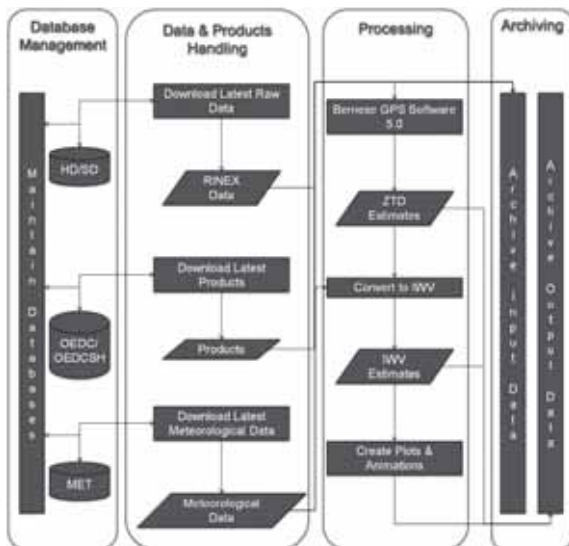 Database
Management
Data & Products
Handling
Processing
Archiving
Maintain Databases
HD/SD
OEDC/
OEDCSH
MET
Download Latest Raw
Data
RINEX
Data
Download Latest
Products
Products
Download Latest
Meteorological Data
Meteorological
Data
Bernese GPS Software
5.0
ZTD
Estimates
Convert to IWV
IWV
Estimates
Create Plots &
Animations
Archive Input Data
Archive Output Data